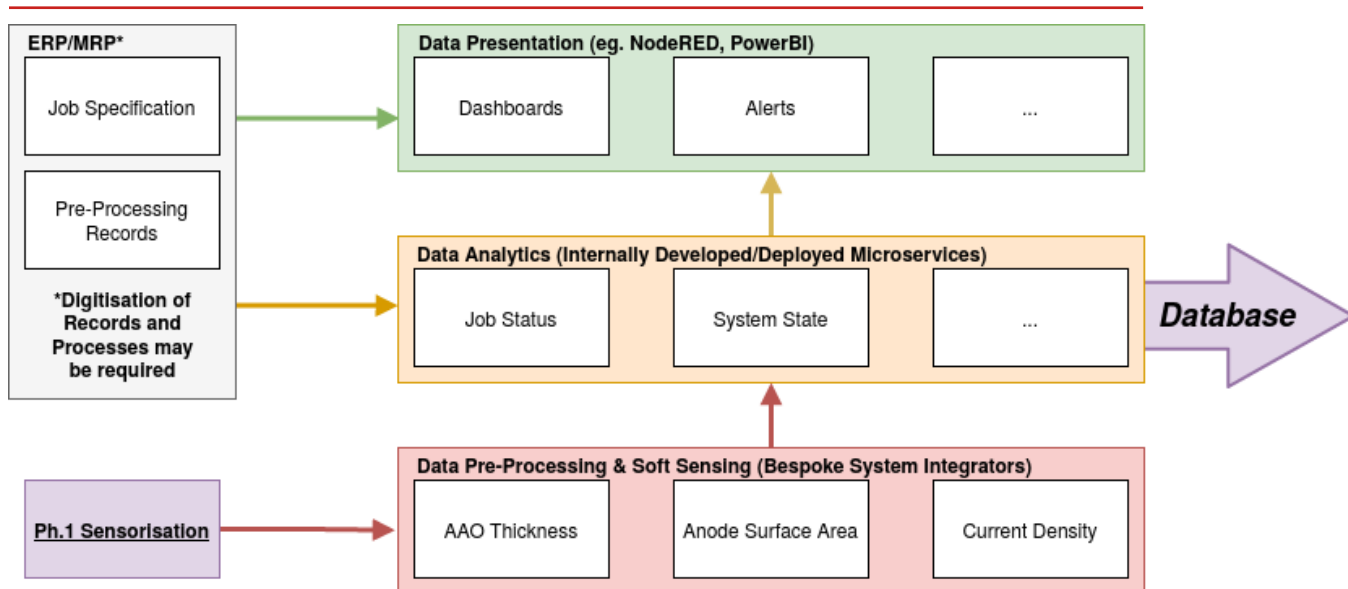 ERP/MRP*
Job Specification
Pre-Processing
Records
*Digitisation of
Records and
Processes may
be required
Data Presentation (eg. NodeRED, PowerBI)
Dashboards
Alerts
...
Data Analytics (Internally Developed/Deployed Microservices)
Job Status
System State
...
Database
Ph.1 Sensorisation
Data Pre-Processing & Soft Sensing (Bespoke System Integrators)
AAO Thickness
Anode Surface Area
Current Density